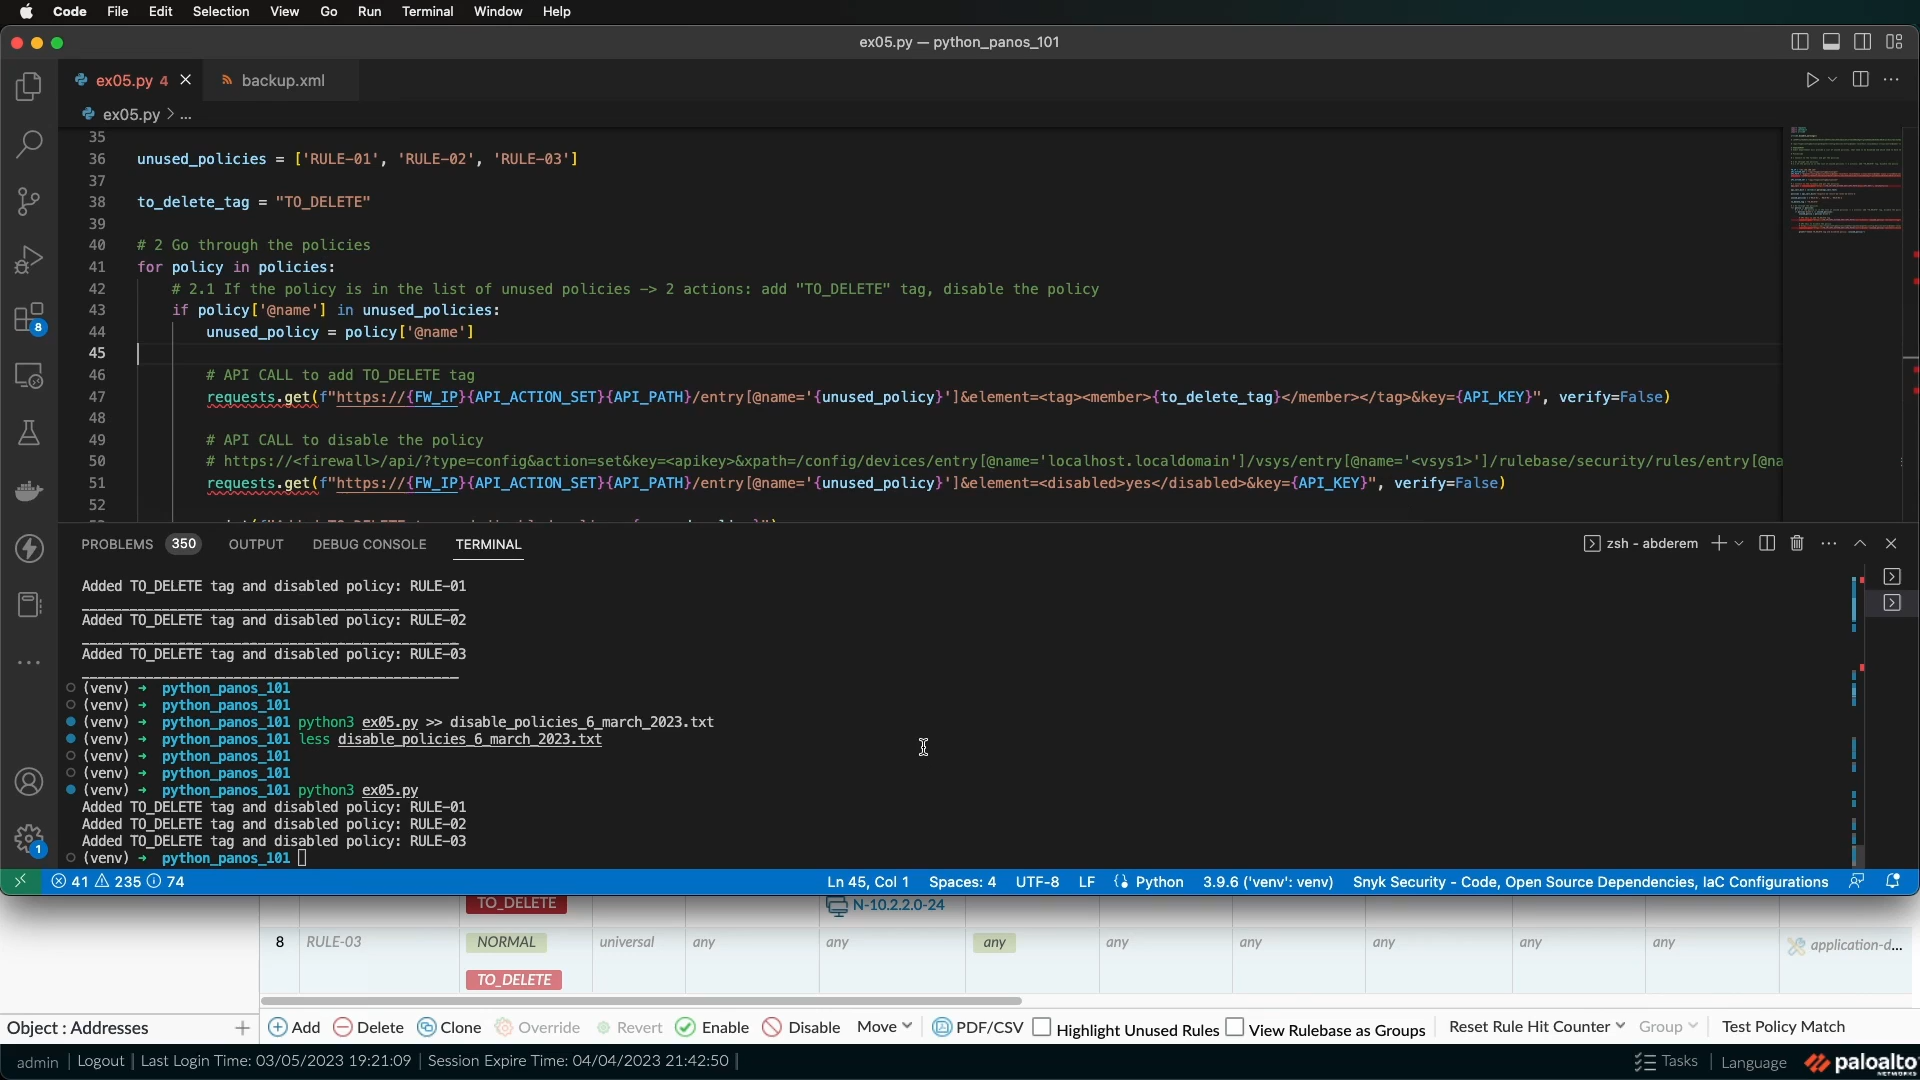 Code File Edit Selection View Go Run Terminal Window Help
ex05.py — python_panos_101
ex05.py 4
backup.xml
ex05.py > ...
35
36 unused_policies = ['RULE-01', 'RULE-02', 'RULE-03']
37
38 to_delete_tag = "TO_DELETE"
39
40 # 2 Go through the policies
41 for policy in policies:
42 # 2.1 If the policy is in the list of unused policies -> 2 actions: add "TO_DELETE" tag, disable the policy
43 if policy['@name'] in unused_policies:
44 unused_policy = policy['@name']
45
46 # API CALL to add TO_DELETE tag
47 requests.get(f"https://{FW_IP}{API_ACTION_SET}{API_PATH}/entry[@name='{unused_policy}']&element=<tag><member>{to_delete_tag}</member></tag>&key={API_KEY}", verify=False)
48
49 # API CALL to disable the policy
50 # https://<firewall>/api/?type=config&action=set&key=<apikey>&xpath=/config/devices/entry[@name='localhost.localdomain']/vsys/entry[@name='<vsys1>']/rulebase/security/rules/entry[@na
51 requests.get(f"https://{FW_IP}{API_ACTION_SET}{API_PATH}/entry[@name='{unused_policy}']&element=<disabled>yes</disabled>&key={API_KEY}", verify=False)
52
PROBLEMS 350 OUTPUT DEBUG CONSOLE TERMINAL
zsh - abderem
Added TO_DELETE tag and disabled policy: RULE-01
Added TO_DELETE tag and disabled policy: RULE-02
Added TO_DELETE tag and disabled policy: RULE-03
(venv) → python_panos_101
(venv) → python_panos_101
(venv) → python_panos_101 python3 ex05.py >> disable_policies_6_march_2023.txt
(venv) → python_panos_101 less disable_policies_6_march_2023.txt
(venv) → python_panos_101
(venv) → python_panos_101
(venv) → python_panos_101 python3 ex05.py
Added TO_DELETE tag and disabled policy: RULE-01
Added TO_DELETE tag and disabled policy: RULE-02
Added TO_DELETE tag and disabled policy: RULE-03
(venv) → python_panos_101
8
1
41 235 74
Ln 45, Col 1 Spaces: 4 UTF-8 LF Python 3.9.6 ('venv': venv) Snyk Security - Code, Open Source Dependencies, IaC Configurations
TO_DELETE N-10.2.2.0-24
8 RULE-03 NORMAL universal any any any any any any any any application-d...
TO_DELETE
Object : Addresses
Add Delete Clone Override Revert Enable Disable Move PDF/CSV Highlight Unused Rules View Rulebase as Groups Reset Rule Hit Counter Group Test Policy Match
admin | Logout | Last Login Time: 03/05/2023 19:21:09 | Session Expire Time: 04/04/2023 21:42:50 |
Tasks | Language paloalto
NETWORKS